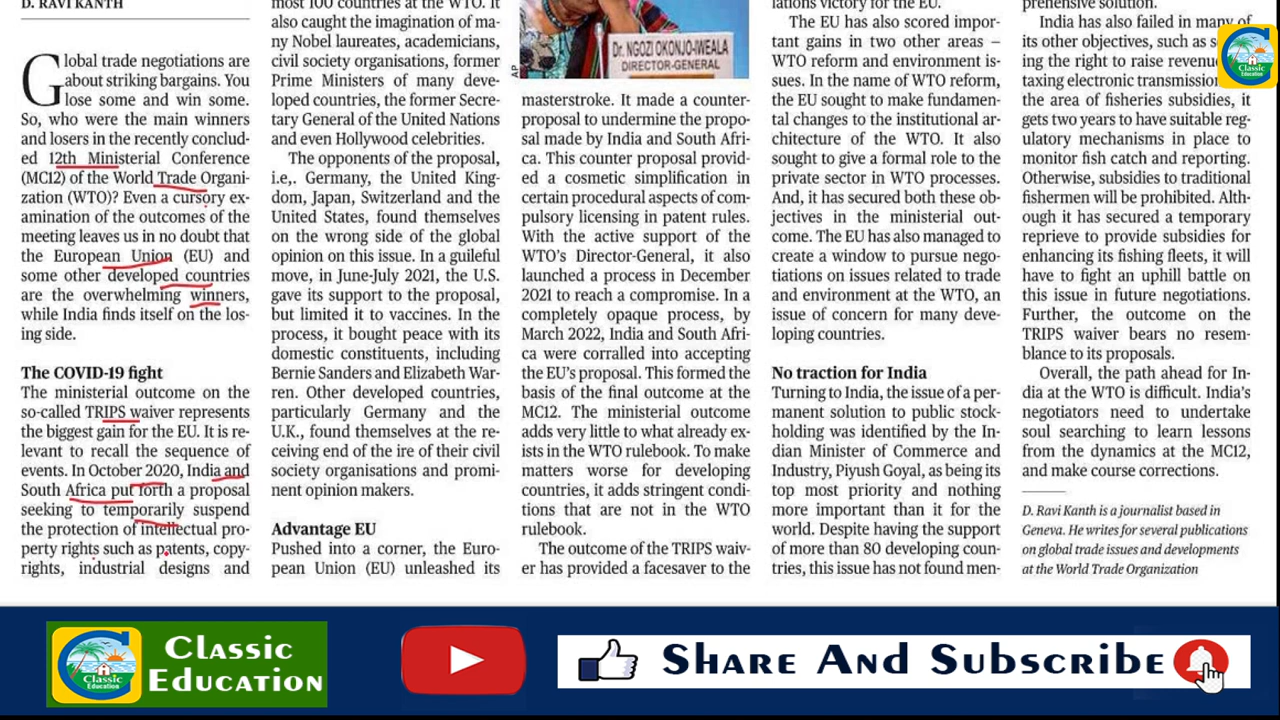 D. RAVI KANTH
Global trade negotiations are
about striking bargains. You
lose some and win some.
So, who were the main winners
and losers in the recently conclud-
ed 12th Ministerial Conference
(MC12) of the World Trade Organi-
zation (WTO)? Even a cursory ex-
amination of the outcomes of the
meeting leaves us in no doubt that
the European Union (EU) and
some other developed countries
are the overwhelming winners,
while India finds itself on the los-
ing side.
The COVID-19 fight
The ministerial outcome on the
so-called TRIPS waiver represents
the biggest gain for the EU. It is re-
levant to recall the sequence of
events. In October 2020, India and
South Africa put forth a proposal
seeking to temporarily suspend
the protection of intellectual pro-
perty rights such as patents, copy-
rights, industrial designs and
most 100 countries at the WTO. It
also caught the imagination of ma-
ny Nobel laureates, academicians,
civil society organisations, former
Prime Ministers of many deve-
loped countries, the former Secre-
tary General of the United Nations
and even Hollywood celebrities.
The opponents of the proposal,
i.e,. Germany, the United King-
dom, Japan, Switzerland and the
United States, found themselves
on the wrong side of the global
opinion on this issue. In a guileful
move, in June-July 2021, the U.S.
gave its support to the proposal,
but limited it to vaccines. In the
process, it bought peace with its
domestic constituents, including
Bernie Sanders and Elizabeth War-
ren. Other developed countries,
particularly Germany and the
U.K., found themselves at the re-
ceiving end of the ire of their civil
society organisations and promi-
nent opinion makers.
Advantage EU
Pushed into a corner, the Euro-
pean Union (EU) unleashed its
Dr. NGOZI OKONJO-IWEALA
DIRECTOR-GENERAL
AP
masterstroke. It made a counter-
proposal to undermine the propo-
sal made by India and South Afri-
ca. This counter proposal provid-
ed a cosmetic simplification in
certain procedural aspects of com-
pulsory licensing in patent rules.
With the active support of the
WTO's Director-General, it also
launched a process in December
2021 to reach a compromise. In a
completely opaque process, by
March 2022, India and South Afri-
ca were corralled into accepting
the EU's proposal. This formed the
basis of the final outcome at the
MC12. The ministerial outcome
adds very little to what already ex-
ists in the WTO rulebook. To make
matters worse for developing
countries, it adds stringent condi-
tions that are not in the WTO
rulebook.
The outcome of the TRIPS waiv-
er has provided a facesaver to the
lations victory for the EU.
The EU has also scored impor-
tant gains in two other areas –
WTO reform and environment is-
sues. In the name of WTO reform,
the EU sought to make fundamen-
tal changes to the institutional ar-
chitecture of the WTO. It also
sought to give a formal role to the
private sector in WTO processes.
And, it has secured both these ob-
jectives in the ministerial out-
come. The EU has also managed to
create a window to pursue nego-
tiations on issues related to trade
and environment at the WTO, an
issue of concern for many deve-
loping countries.
No traction for India
Turning to India, the issue of a per-
manent solution to public stock-
holding was identified by the In-
dian Minister of Commerce and
Industry, Piyush Goyal, as being its
top most priority and nothing
more important than it for the
world. Despite having the support
of more than 80 developing coun-
tries, this issue has not found men-
prehensive solution.
India has also failed in many of
its other objectives, such as
ing the right to raise revenue
taxing electronic transmission
the area of fisheries subsidies, it
gets two years to have suitable reg-
ulatory mechanisms in place to
monitor fish catch and reporting.
Otherwise, subsidies to traditional
fishermen will be prohibited. Alth-
ough it has secured a temporary
reprieve to provide subsidies for
enhancing its fishing fleets, it will
have to fight an uphill battle on
this issue in future negotiations.
Further, the outcome on the
TRIPS waiver bears no resem-
blance to its proposals.
Overall, the path ahead for In-
dia at the WTO is difficult. India's
negotiators need to undertake
soul searching to learn lessons
from the dynamics at the MC12,
and make course corrections.
D. Ravi Kanth is a journalist based in
Geneva. He writes for several publications
on global trade issues and developments
at the World Trade Organization
Classic
Education
Classic
Education
Classic
Education
Share And Subscribe